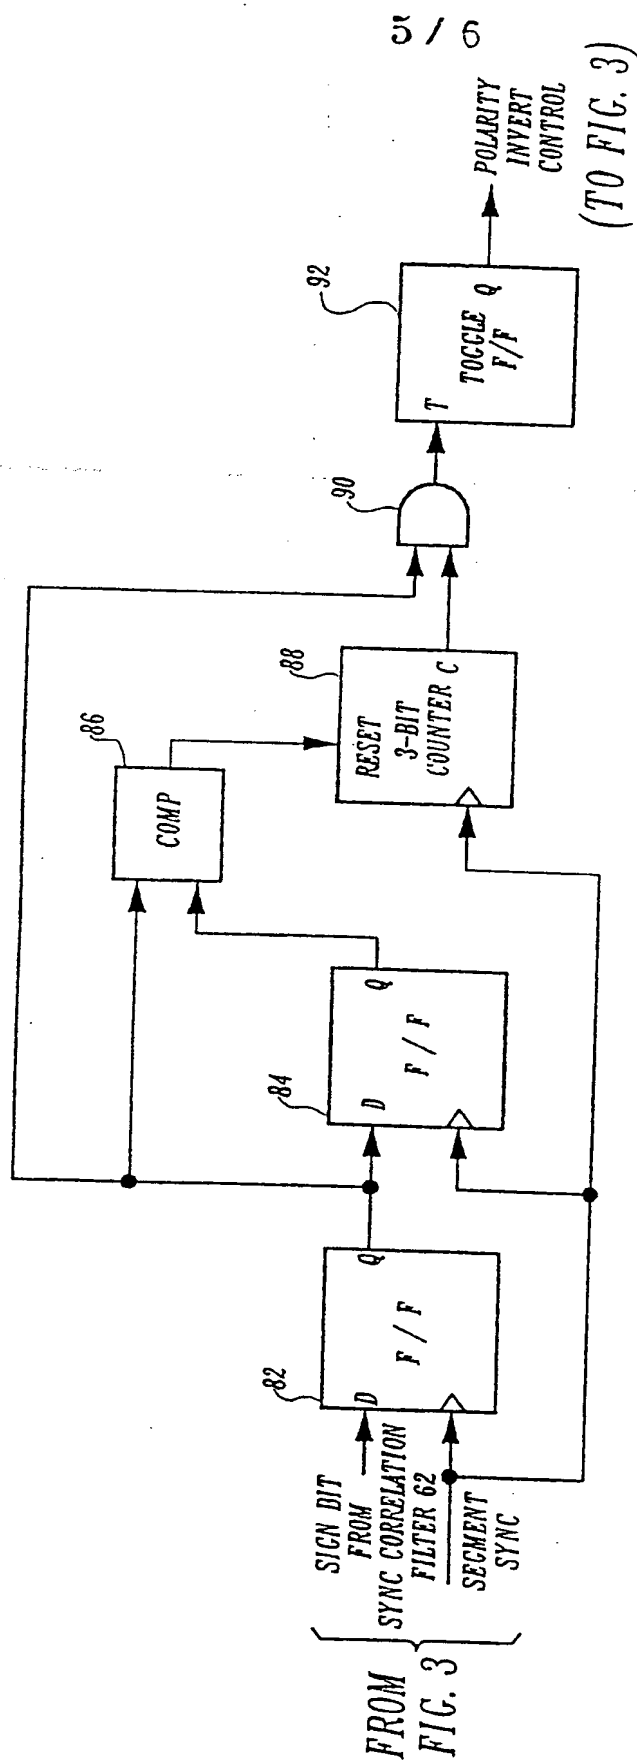 5 / 6
FROM
FIG. 3
SIGN BIT
FROM
SYNC CORRELATION
FILTER 62
SEGMENT
SYNC
82
D
Q
F / F
84
D
Q
F / F
86
COMP
88
RESET
3-BIT
COUNTER C
90
92
T
TOGGLE Q
F/F
POLARITY
INVERT
CONTROL
(TO FIG. 3)